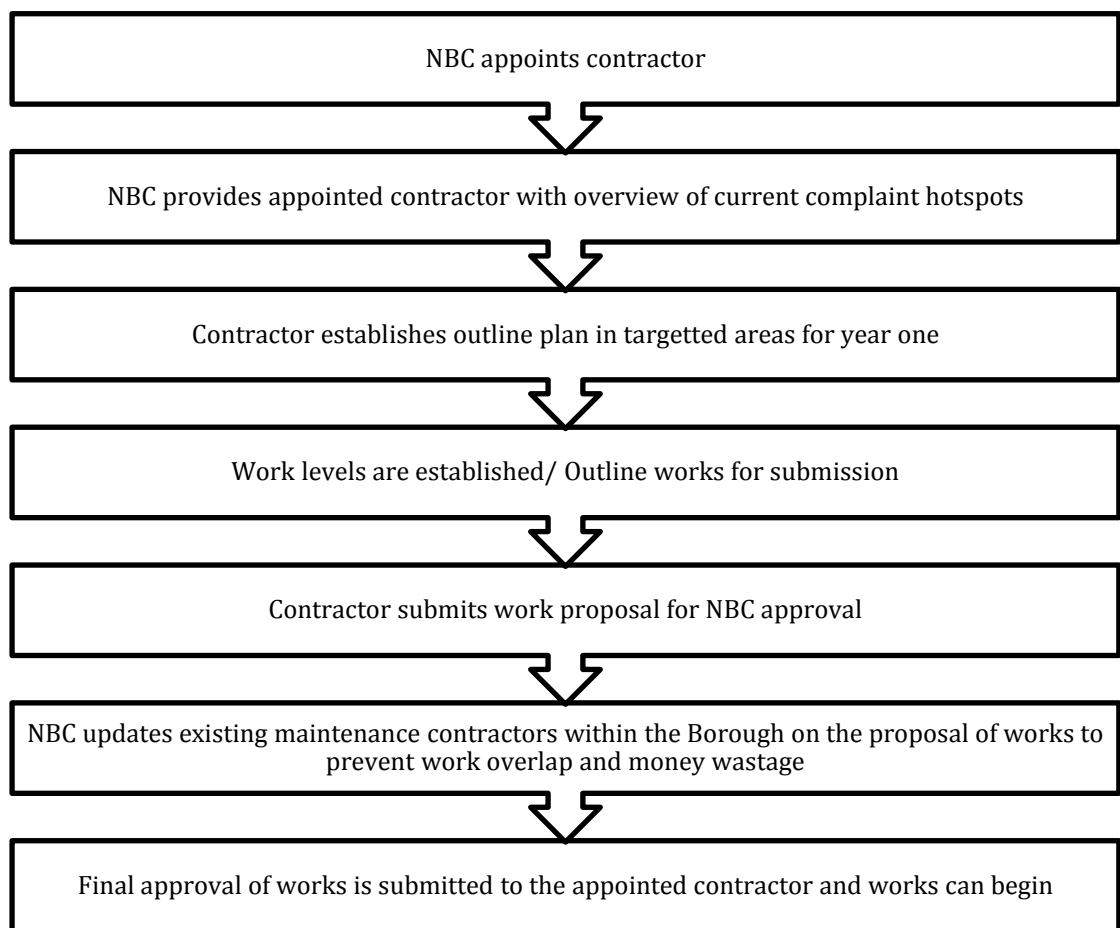 NBC appoints contractor
NBC provides appointed contractor with overview of current complaint hotspots
Contractor establishes outline plan in targetted areas for year one
Work levels are established/ Outline works for submission
Contractor submits work proposal for NBC approval
NBC updates existing maintenance contractors within the Borough on the proposal of works to
prevent work overlap and money wastage
Final approval of works is submitted to the appointed contractor and works can begin